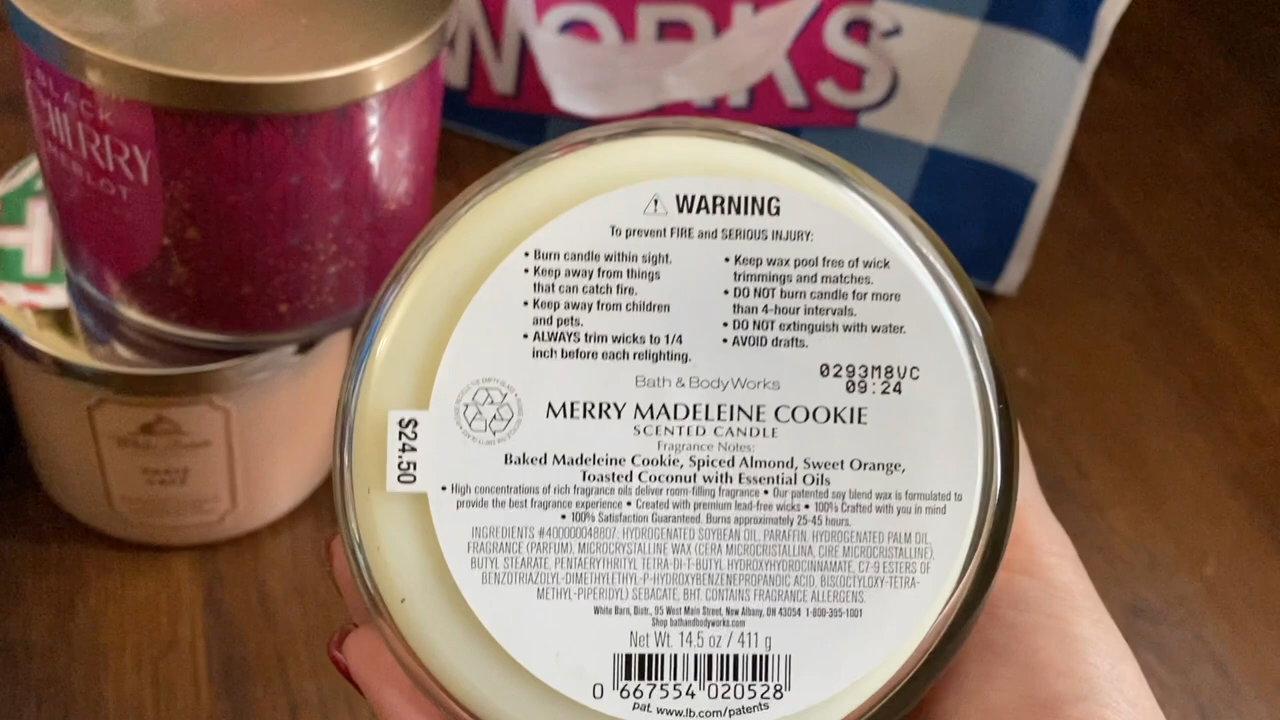 WORKS
BLACK
CHERRY
MERLOT
WARNING
To prevent FIRE and SERIOUS INJURY:
• Burn candle within sight.
• Keep away from things
that can catch fire.
• Keep away from children
and pets.
• ALWAYS trim wicks to 1/4
inch before each relighting.
• Keep wax pool free of wick
trimmings and matches.
• DO NOT burn candle for more
than 4-hour intervals.
• DO NOT extinguish with water.
• AVOID drafts.
0293M8VC
09:24
Bath & Body Works
MERRY MADELEINE COOKIE
SCENTED CANDLE
$24.50
Fragrance Notes:
Baked Madeleine Cookie, Spiced Almond, Sweet Orange,
Toasted Coconut with Essential Oils
• High concentrations of rich fragrance oils deliver room-filling fragrance • Our patented soy blend wax is formulated to
provide the best fragrance experience • Created with premium lead-free wicks • 100% Crafted with you in mind
• 100% Satisfaction Guaranteed. Burns approximately 25-45 hours.
INGREDIENTS #400000048607: HYDROGENATED SOYBEAN OIL, PARAFFIN, HYDROGENATED PALM OIL,
FRAGRANCE (PARFUM), MICROCRYSTALLINE WAX (CERA MICROCRISTALLINA, CIRE MICROCRISTALLINE),
BUTYL STEARATE, PENTAERYTHRITYL TETRA-DI-T-BUTYL HYDROXYHYDROCINNAMATE, C7-9 ESTERS OF
BENZOTRIAZOLYL-DIMETHYLETHYL-P-HYDROXYBENZENEPROPANOIC ACID, BISCOCTYLOXY-TETRA-
METHYL-PIPERIDYL) SEBACATE, BHT. CONTAINS FRAGRANCE ALLERGENS.
White Barn, Distr., 95 West Main Street, New Albany, OH 43054 1-800-395-1001
Shop bathandbodyworks.com
Net Wt. 14.5 oz / 411 g
0 667554 020528
pat. www.lb.com/patents